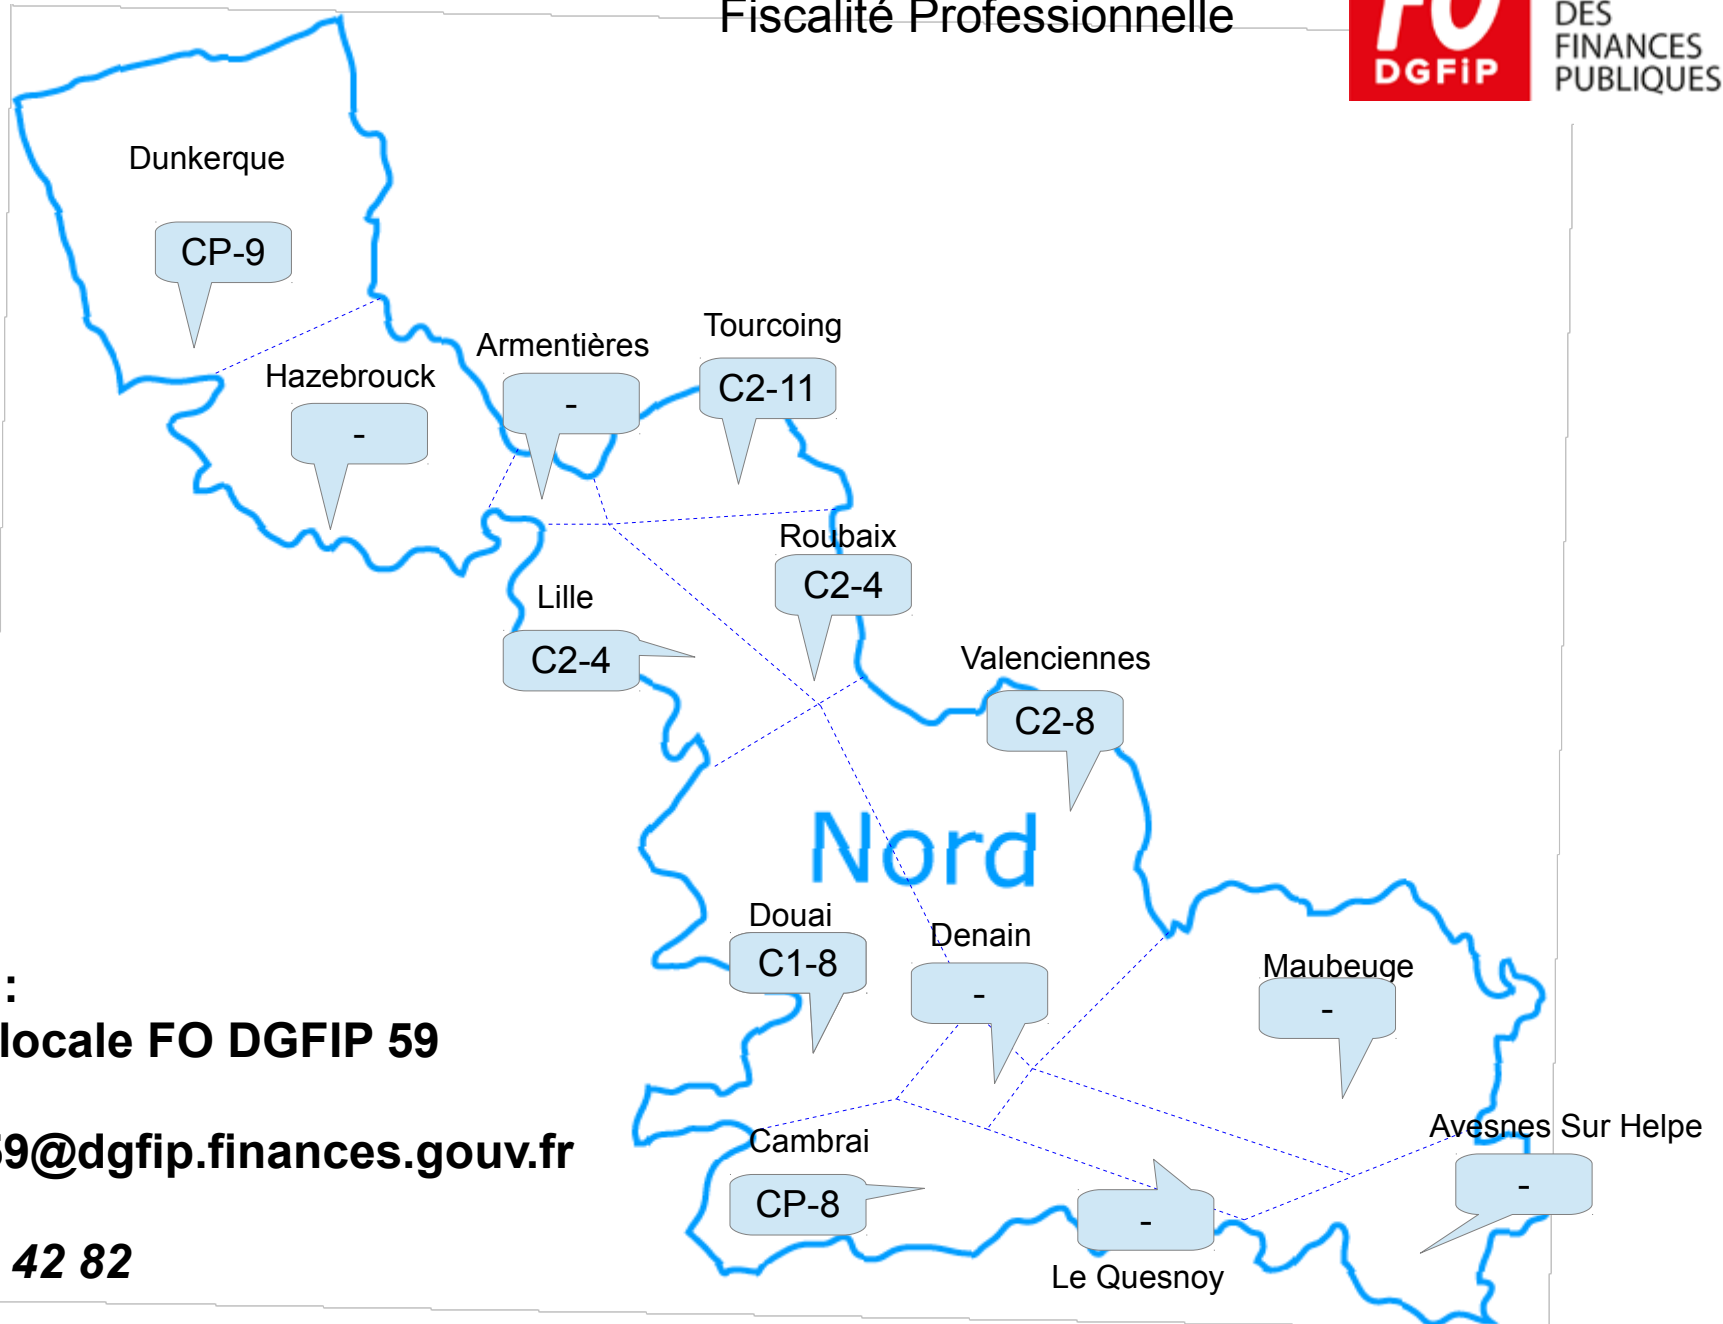 Fiscalité Professionnelle
FO
DGFiP
DES
FINANCES
PUBLIQUES
Dunkerque
CP-9
Tourcoing
C2-11
Armentières
-
Hazebrouck
-
Roubaix
C2-4
Lille
C2-4
Valenciennes
C2-8
Nord
Douai
C1-8
Denain
-
Maubeuge
-
:
locale FO DGFIP 59
59@dgfip.finances.gouv.fr
42 82
Avesnes Sur Helpe
-
Cambrai
CP-8
-
Le Quesnoy